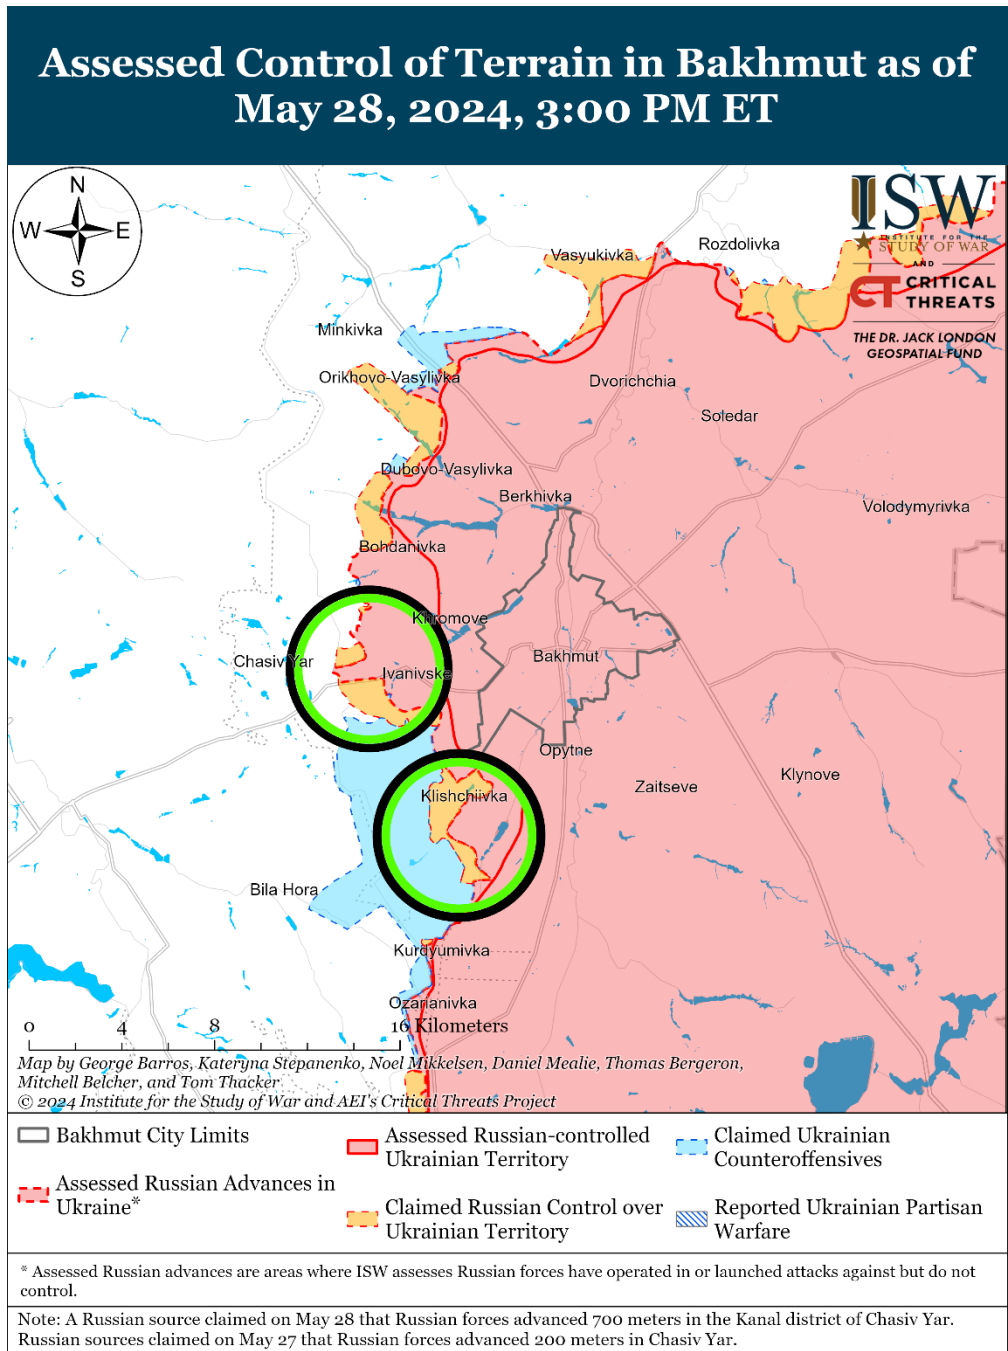 Assessed Control of Terrain in Bakhmut as of
May 28, 2024, 3:00 PM ET
N
W E
S
ISW
INSTITUTE FOR THE
STUDY OF WAR
AND
CT CRITICAL
THREATS
THE DR. JACK LONDON
GEOSPATIAL FUND
Vasyukivka
Rozdolivka
Minkivka
Orikhovo-Vasylivka
Dvorichchia
Soledar
Dubovo-Vasylivka
Berkhivka
Volodymyrivka
Bohdanivka
Khromove
Chasiv Yar
Ivanivske
Bakhmut
Opytne
Klishchiivka
Zaitseve
Klynove
Bila Hora
Kurdyumivka
Ozarianivka
0 4 8 16 Kilometers
Map by George Barros, Kateryna Stepanenko, Noel Mikkelsen, Daniel Mealie, Thomas Bergeron,
Mitchell Belcher, and Tom Thacker
© 2024 Institute for the Study of War and AEI's Critical Threats Project
Bakhmut City Limits
Assessed Russian Advances in
Ukraine*
Assessed Russian-controlled
Ukrainian Territory
Claimed Russian Control over
Ukrainian Territory
Claimed Ukrainian
Counteroffensives
Reported Ukrainian Partisan
Warfare
* Assessed Russian advances are areas where ISW assesses Russian forces have operated in or launched attacks against but do not
control.
Note: A Russian source claimed on May 28 that Russian forces advanced 700 meters in the Kanal district of Chasiv Yar.
Russian sources claimed on May 27 that Russian forces advanced 200 meters in Chasiv Yar.